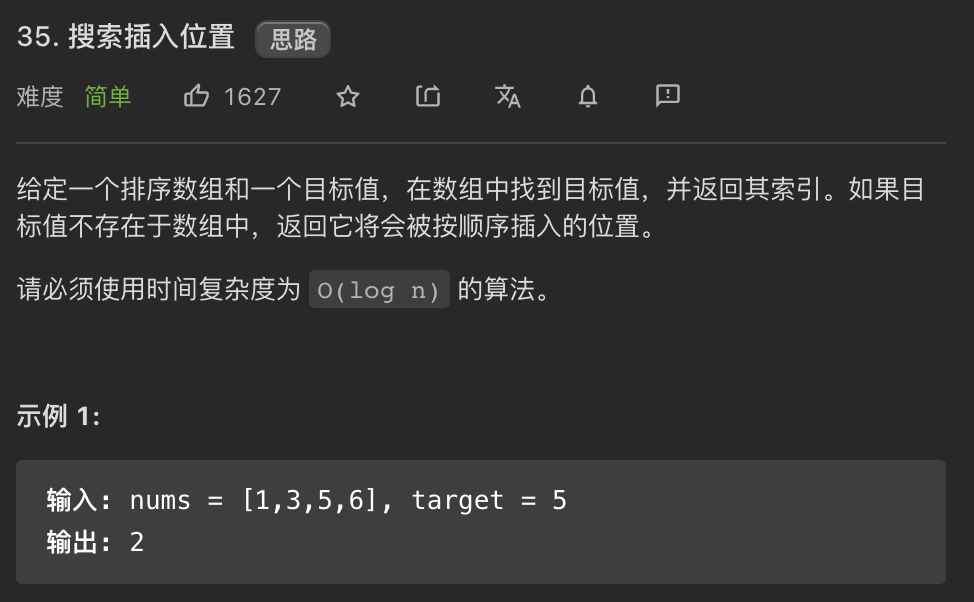 35. 搜索插入位置 思路
难度 简单 1627
给定一个排序数组和一个目标值，在数组中找到目标值，并返回其索引。如果目
标值不存在于数组中，返回它将会被按顺序插入的位置。
请必须使用时间复杂度为 O(log n) 的算法。
示例 1:
输入: nums = [1,3,5,6], target = 5
输出: 2